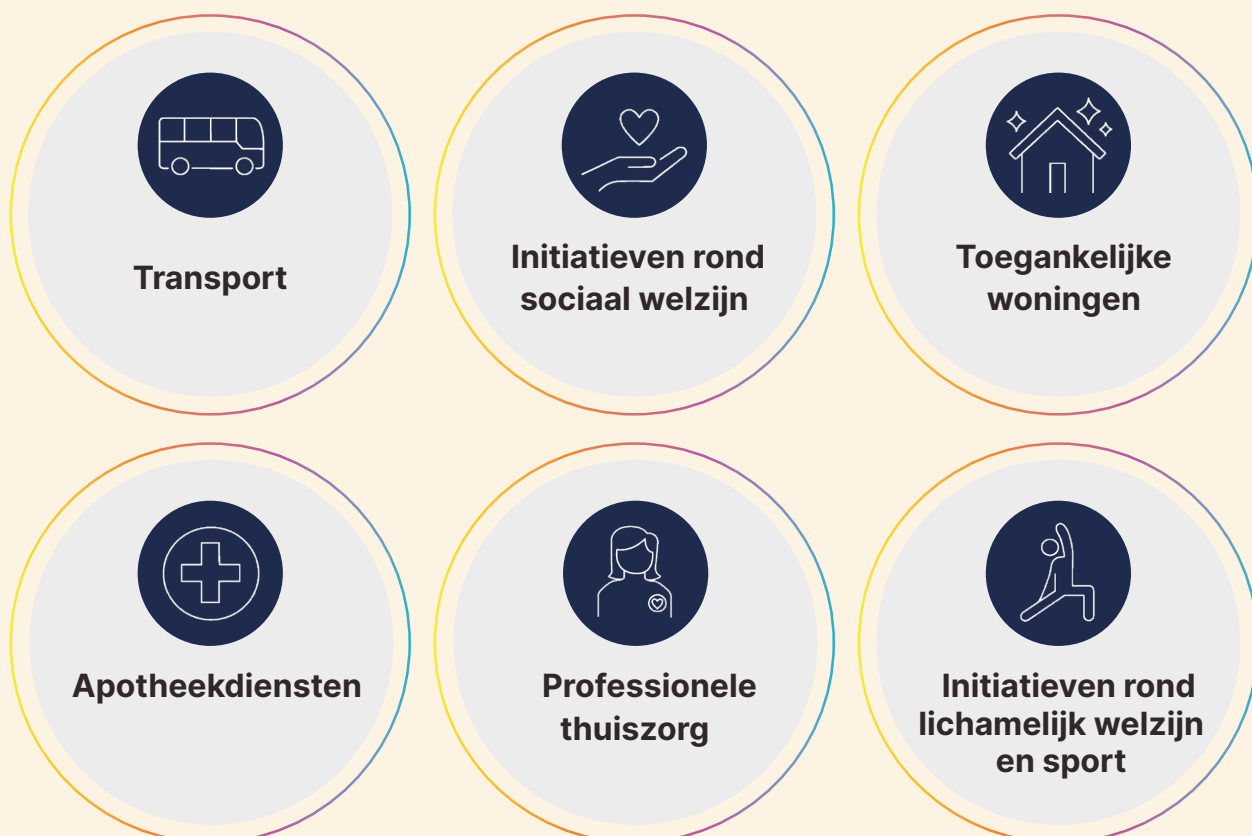 Transport
Initiatieven rond
sociaal welzijn
Toegankelijke
woningen
Apotheekdiensten
Professionele
thuiszorg
Initiatieven rond
lichamelijk welzijn
en sport